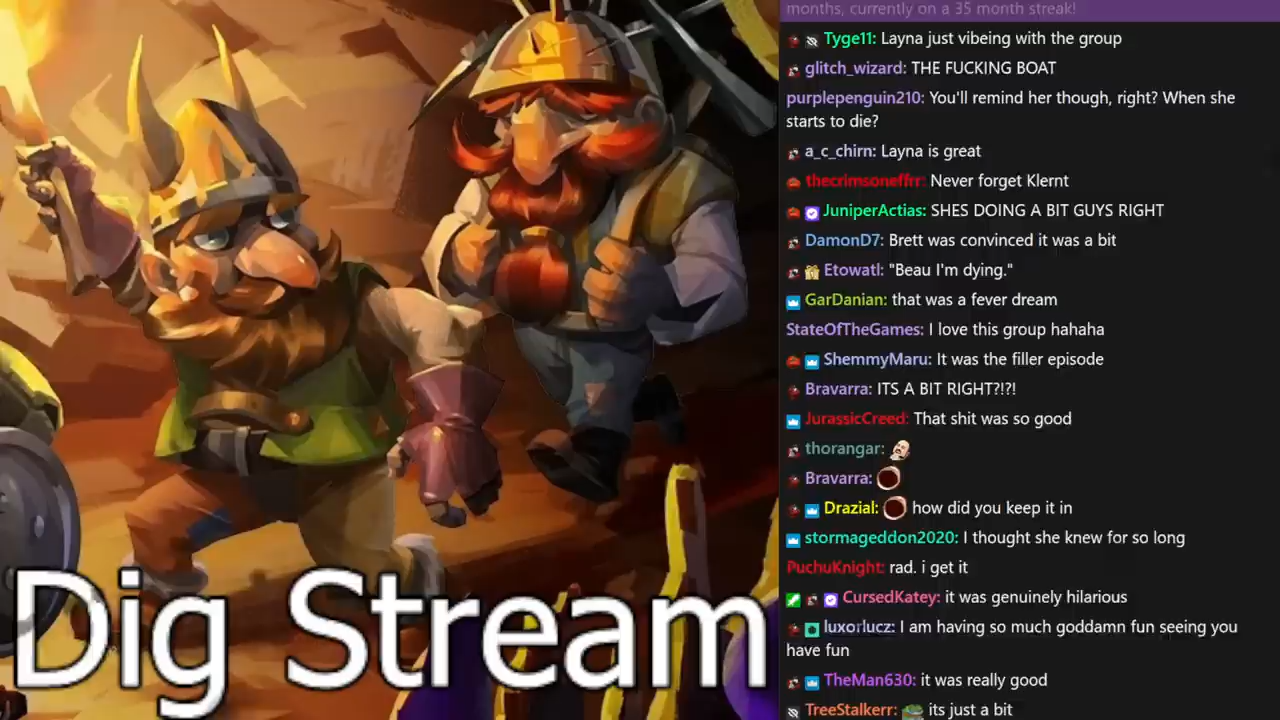 months, currently on a 35 month streak!
Tyge11: Layna just vibeing with the group
glitch_wizard: THE FUCKING BOAT
purplepenguin210: You'll remind her though, right? When she
starts to die?
a_c_chirn: Layna is great
thecrimsoneffrr: Never forget Klernt
JuniperActias: SHES DOING A BIT GUYS RIGHT
DamonD7: Brett was convinced it was a bit
Etowatl: "Beau I'm dying."
GarDanian: that was a fever dream
StateOfTheGames: I love this group hahaha
ShemmyMaru: It was the filler episode
Bravarra: ITS A BIT RIGHT?!?!
JurassicCreed: That shit was so good
thorangar:
Bravarra:
Drazial: how did you keep it in
stormageddon2020: I thought she knew for so long
PuchuKnight: rad. i get it
CursedKatey: it was genuinely hilarious
luxorlucz: I am having so much goddamn fun seeing you
have fun
TheMan630: it was really good
TreeStalkerr: its just a bit
Dig Stream